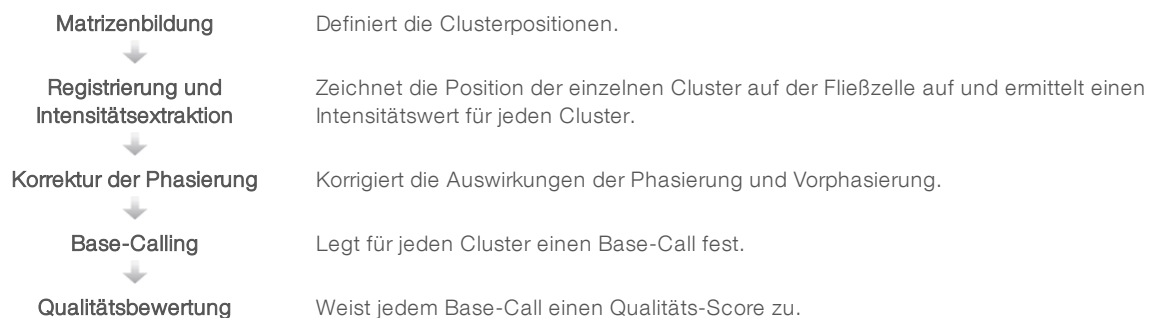 Matrizenbildung
Definiert die Clusterpositionen.
Registrierung und
Intensitätsextraktion
Zeichnet die Position der einzelnen Cluster auf der Fließzelle auf und ermittelt einen
Intensitätswert für jeden Cluster.
Korrektur der Phasierung
Korrigiert die Auswirkungen der Phasierung und Vorphasierung.
Base-Calling
Legt für jeden Cluster einen Base-Call fest.
Qualitätsbewertung
Weist jedem Base-Call einen Qualitäts-Score zu.